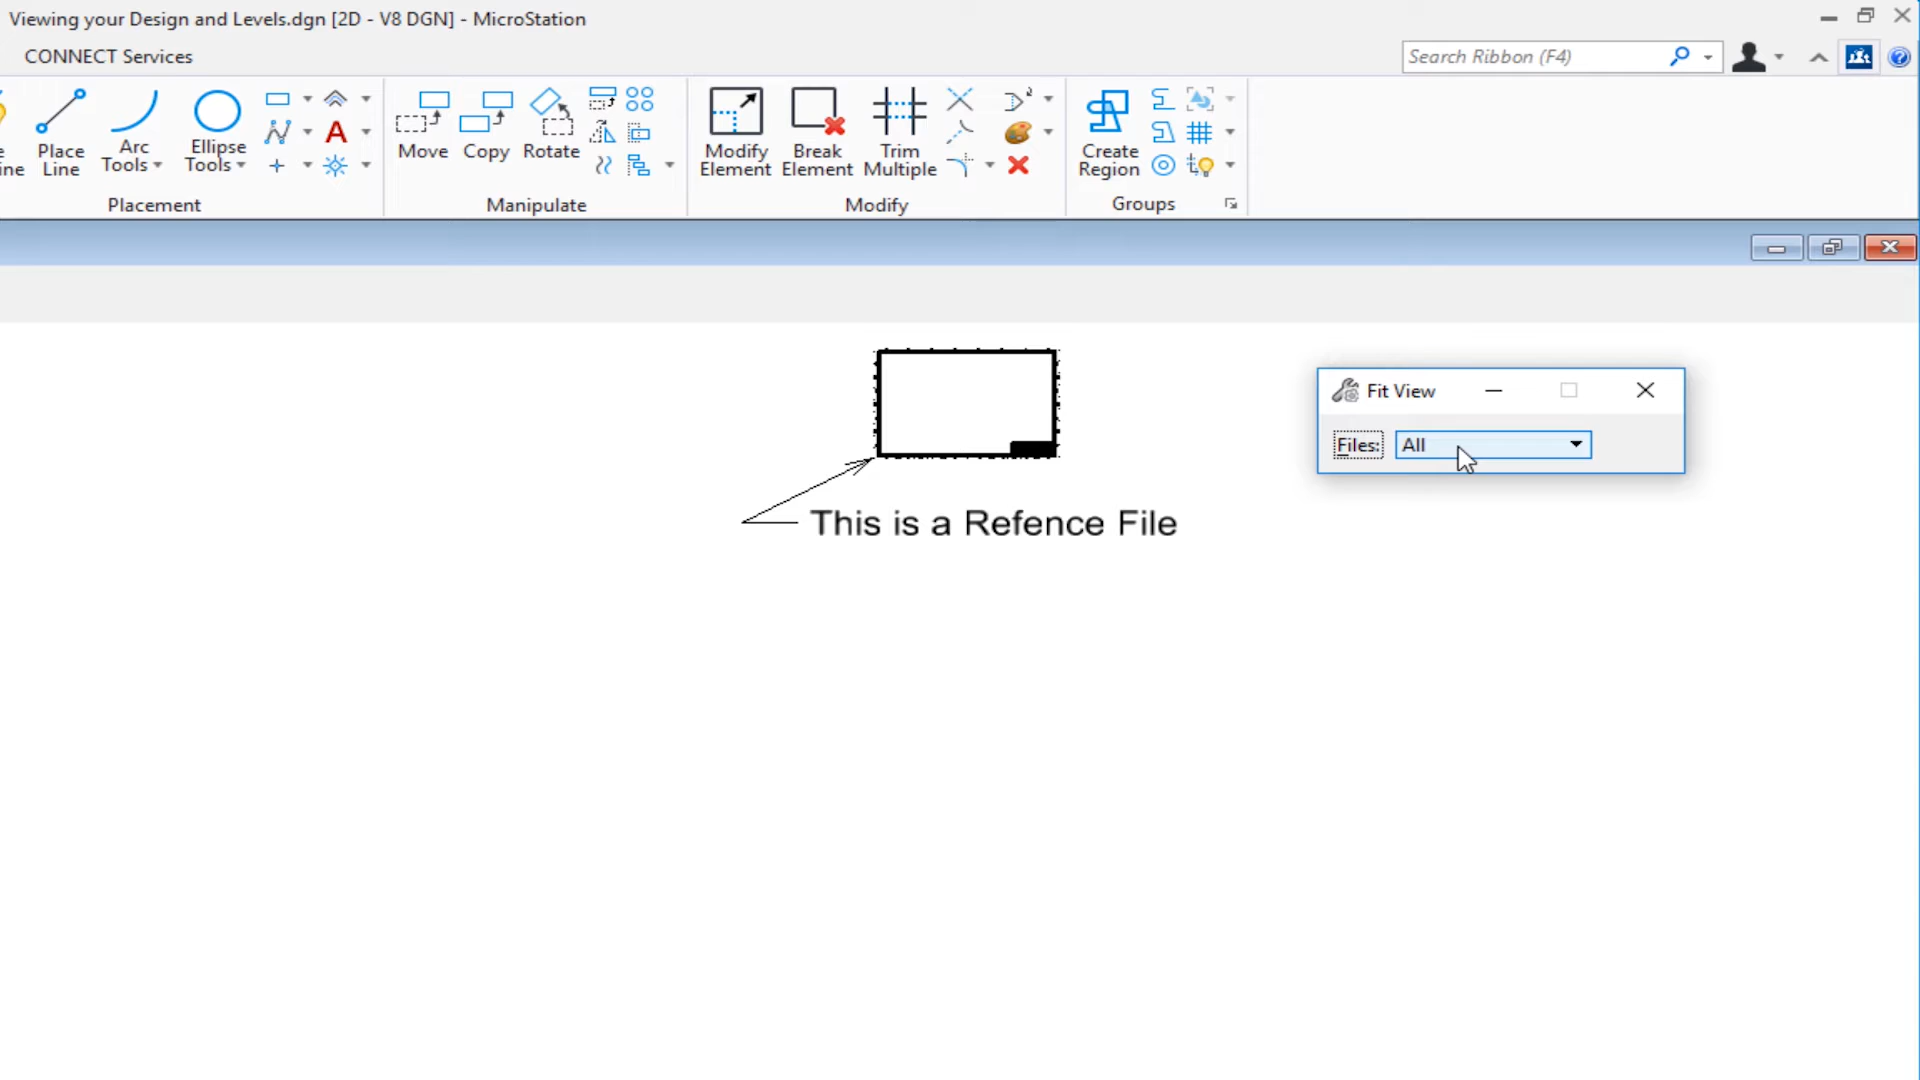 Viewing your Design and Levels.dgn [2D - V8 DGN] - MicroStation
CONNECT Services
Search Ribbon (F4)
Place Line
Arc Tools
Ellipse Tools
A
Move
Copy
Rotate
Modify Element
Break Element
Trim Multiple
Create Region
Placement
Manipulate
Modify
Groups
Fit View
Files: All
This is a Refence File